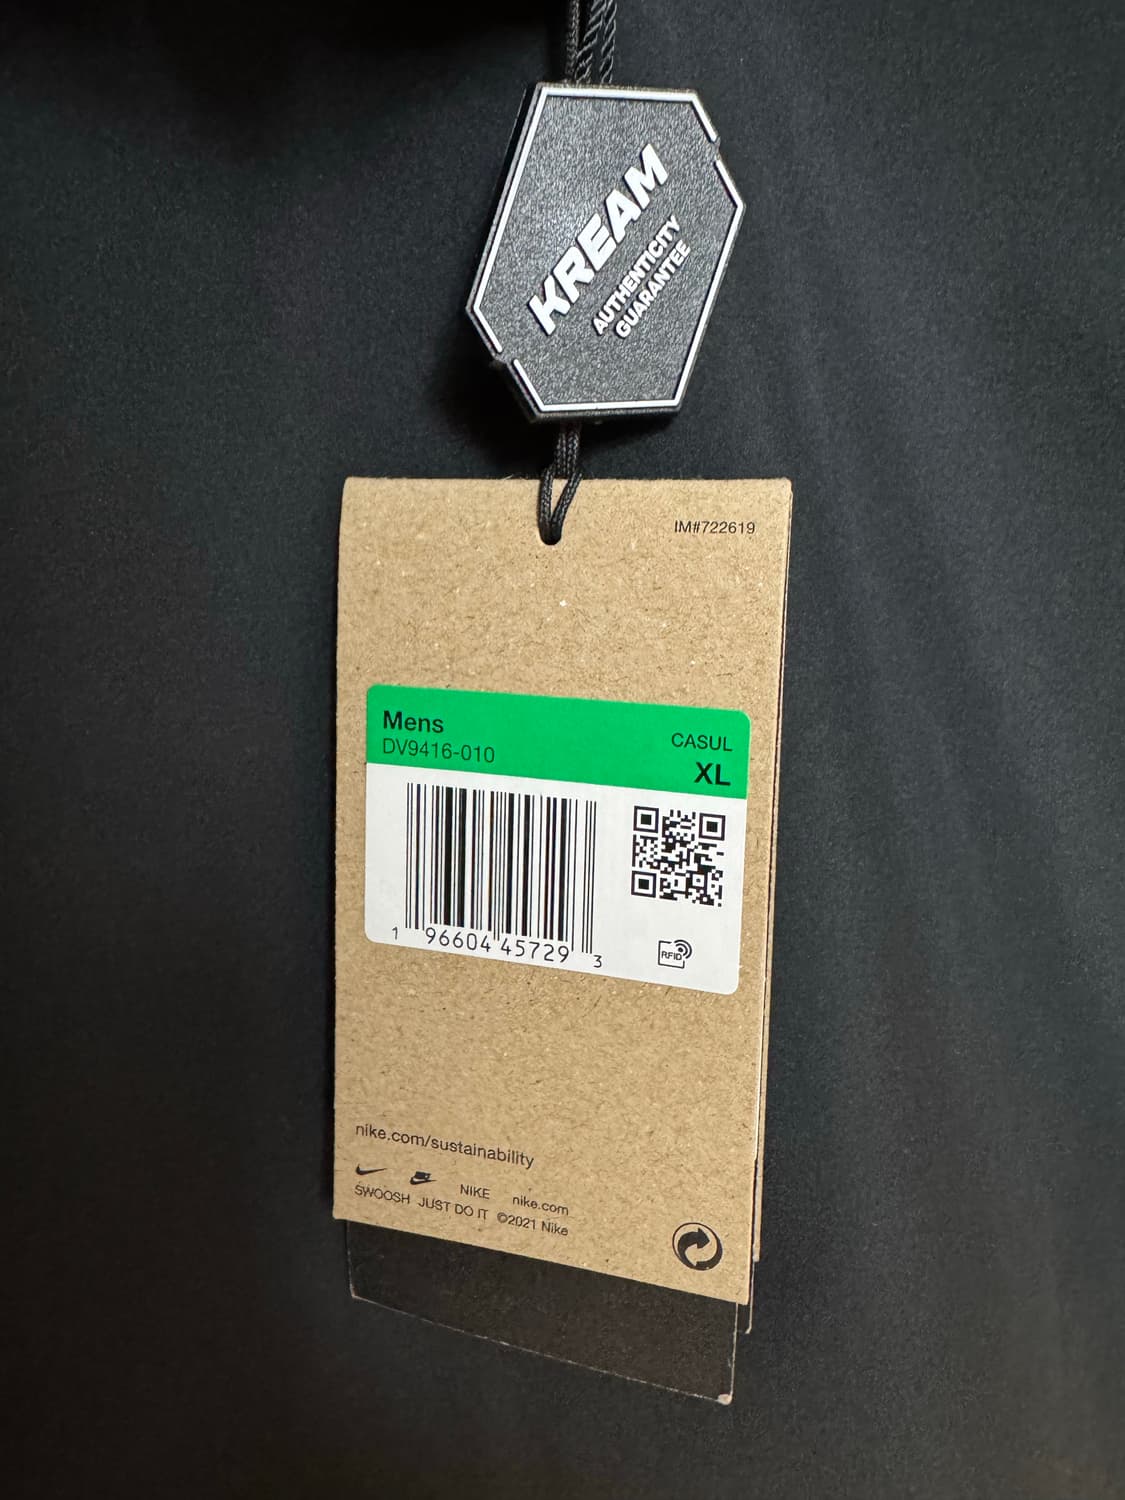 KREAM
AUTHENTICITY
GUARANTEE
IM#722619
Mens
DV9416-010
CASUL
XL
1 96604 45729 3
RFID
nike.com/sustainability
NIKE nike.com
SWOOSH JUST DO IT ©2021 Nike